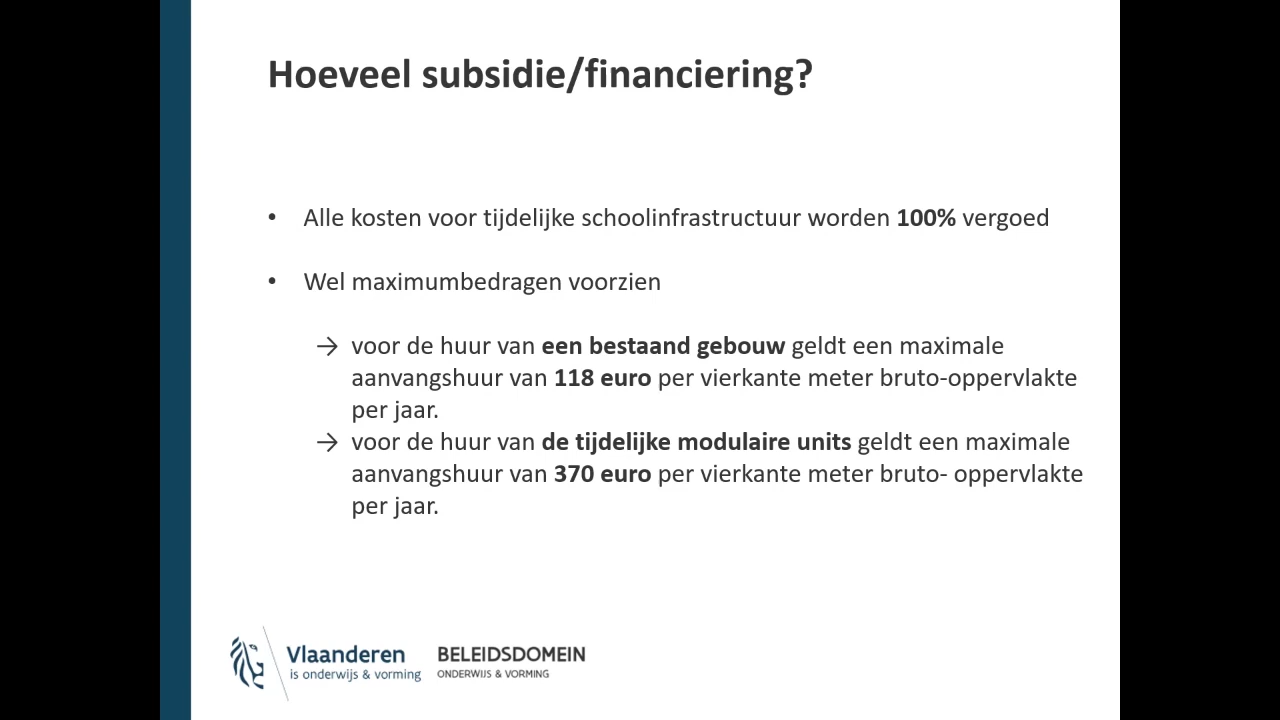 Hoeveel subsidie/financiering?
• Alle kosten voor tijdelijke schoolinfrastructuur worden 100% vergoed
• Wel maximumbedragen voorzien
→ voor de huur van een bestaand gebouw geldt een maximale
aanvangshuur van 118 euro per vierkante meter bruto-oppervlakte
per jaar.
→ voor de huur van de tijdelijke modulaire units geldt een maximale
aanvangshuur van 370 euro per vierkante meter bruto- oppervlakte
per jaar.
Vlaanderen
is onderwijs & vorming
BELEIDSDOMEIN
ONDERWIJS & VORMING